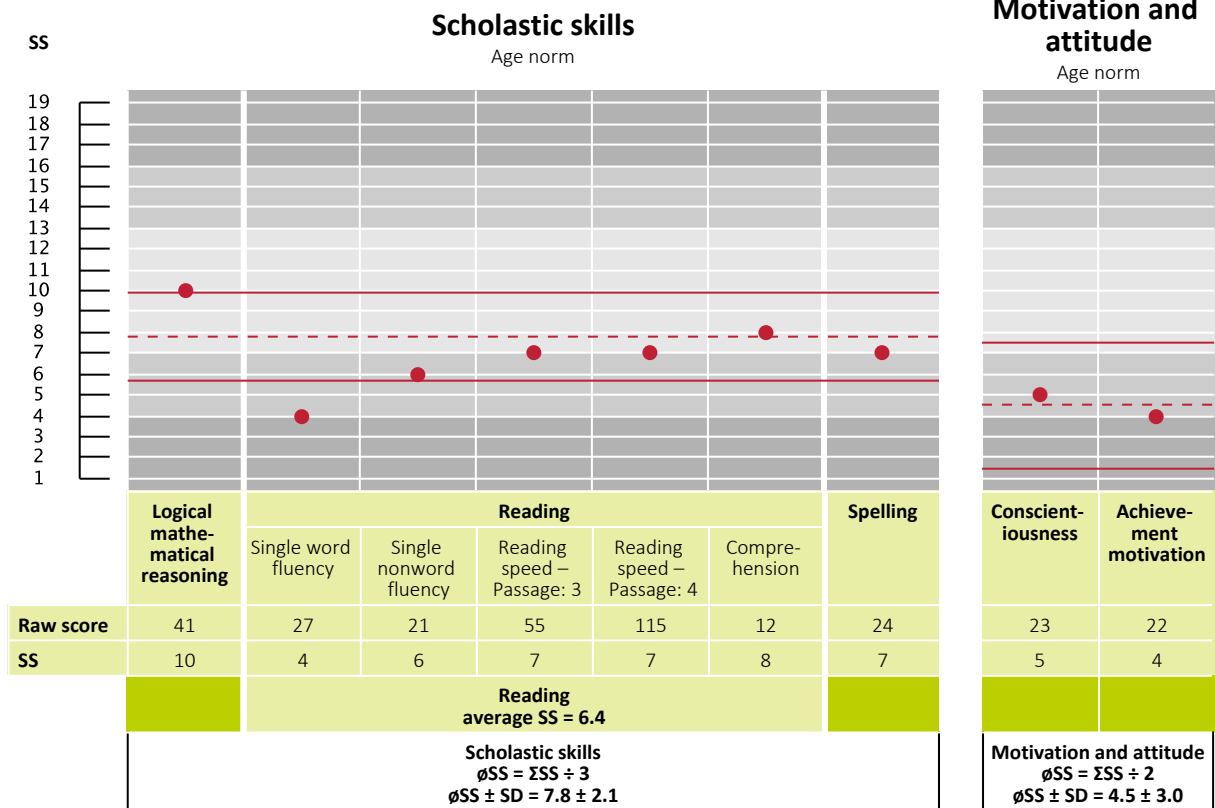 Scholastic skills
Age norm
Motivation and
attitude
Age norm
SS
19
18
17
16
15
14
13
12
11
10
9
8
7
6
5
4
3
2
1
Logical
mathe-
matical
reasoning
Reading
Single word
fluency
Single
nonword
fluency
Reading
speed –
Passage: 3
Reading
speed –
Passage: 4
Compre-
hension
Spelling
Conscient-
iousness
Achieve-
ment
motivation
Raw score 41 27 21 55 115 12 24 23 22
SS 10 4 6 7 7 8 7 5 4
Reading
average SS = 6.4
Scholastic skills
øSS = ΣSS ÷ 3
øSS ± SD = 7.8 ± 2.1
Motivation and attitude
øSS = ΣSS ÷ 2
øSS ± SD = 4.5 ± 3.0